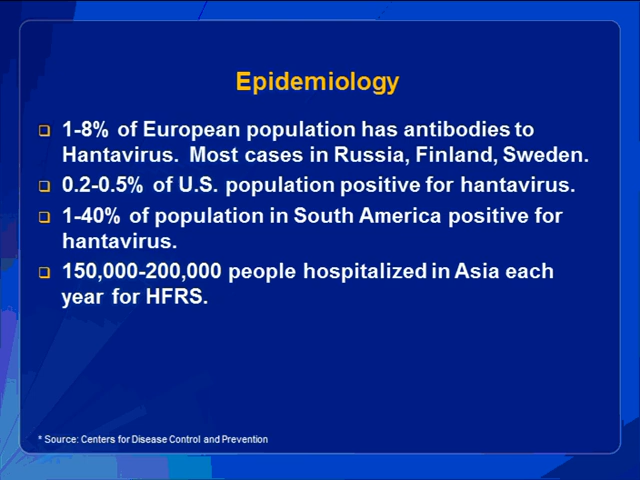 Epidemiology
❑ 1-8% of European population has antibodies to
Hantavirus. Most cases in Russia, Finland, Sweden.
❑ 0.2-0.5% of U.S. population positive for hantavirus.
❑ 1-40% of population in South America positive for
hantavirus.
❑ 150,000-200,000 people hospitalized in Asia each
year for HFRS.
* Source: Centers for Disease Control and Prevention